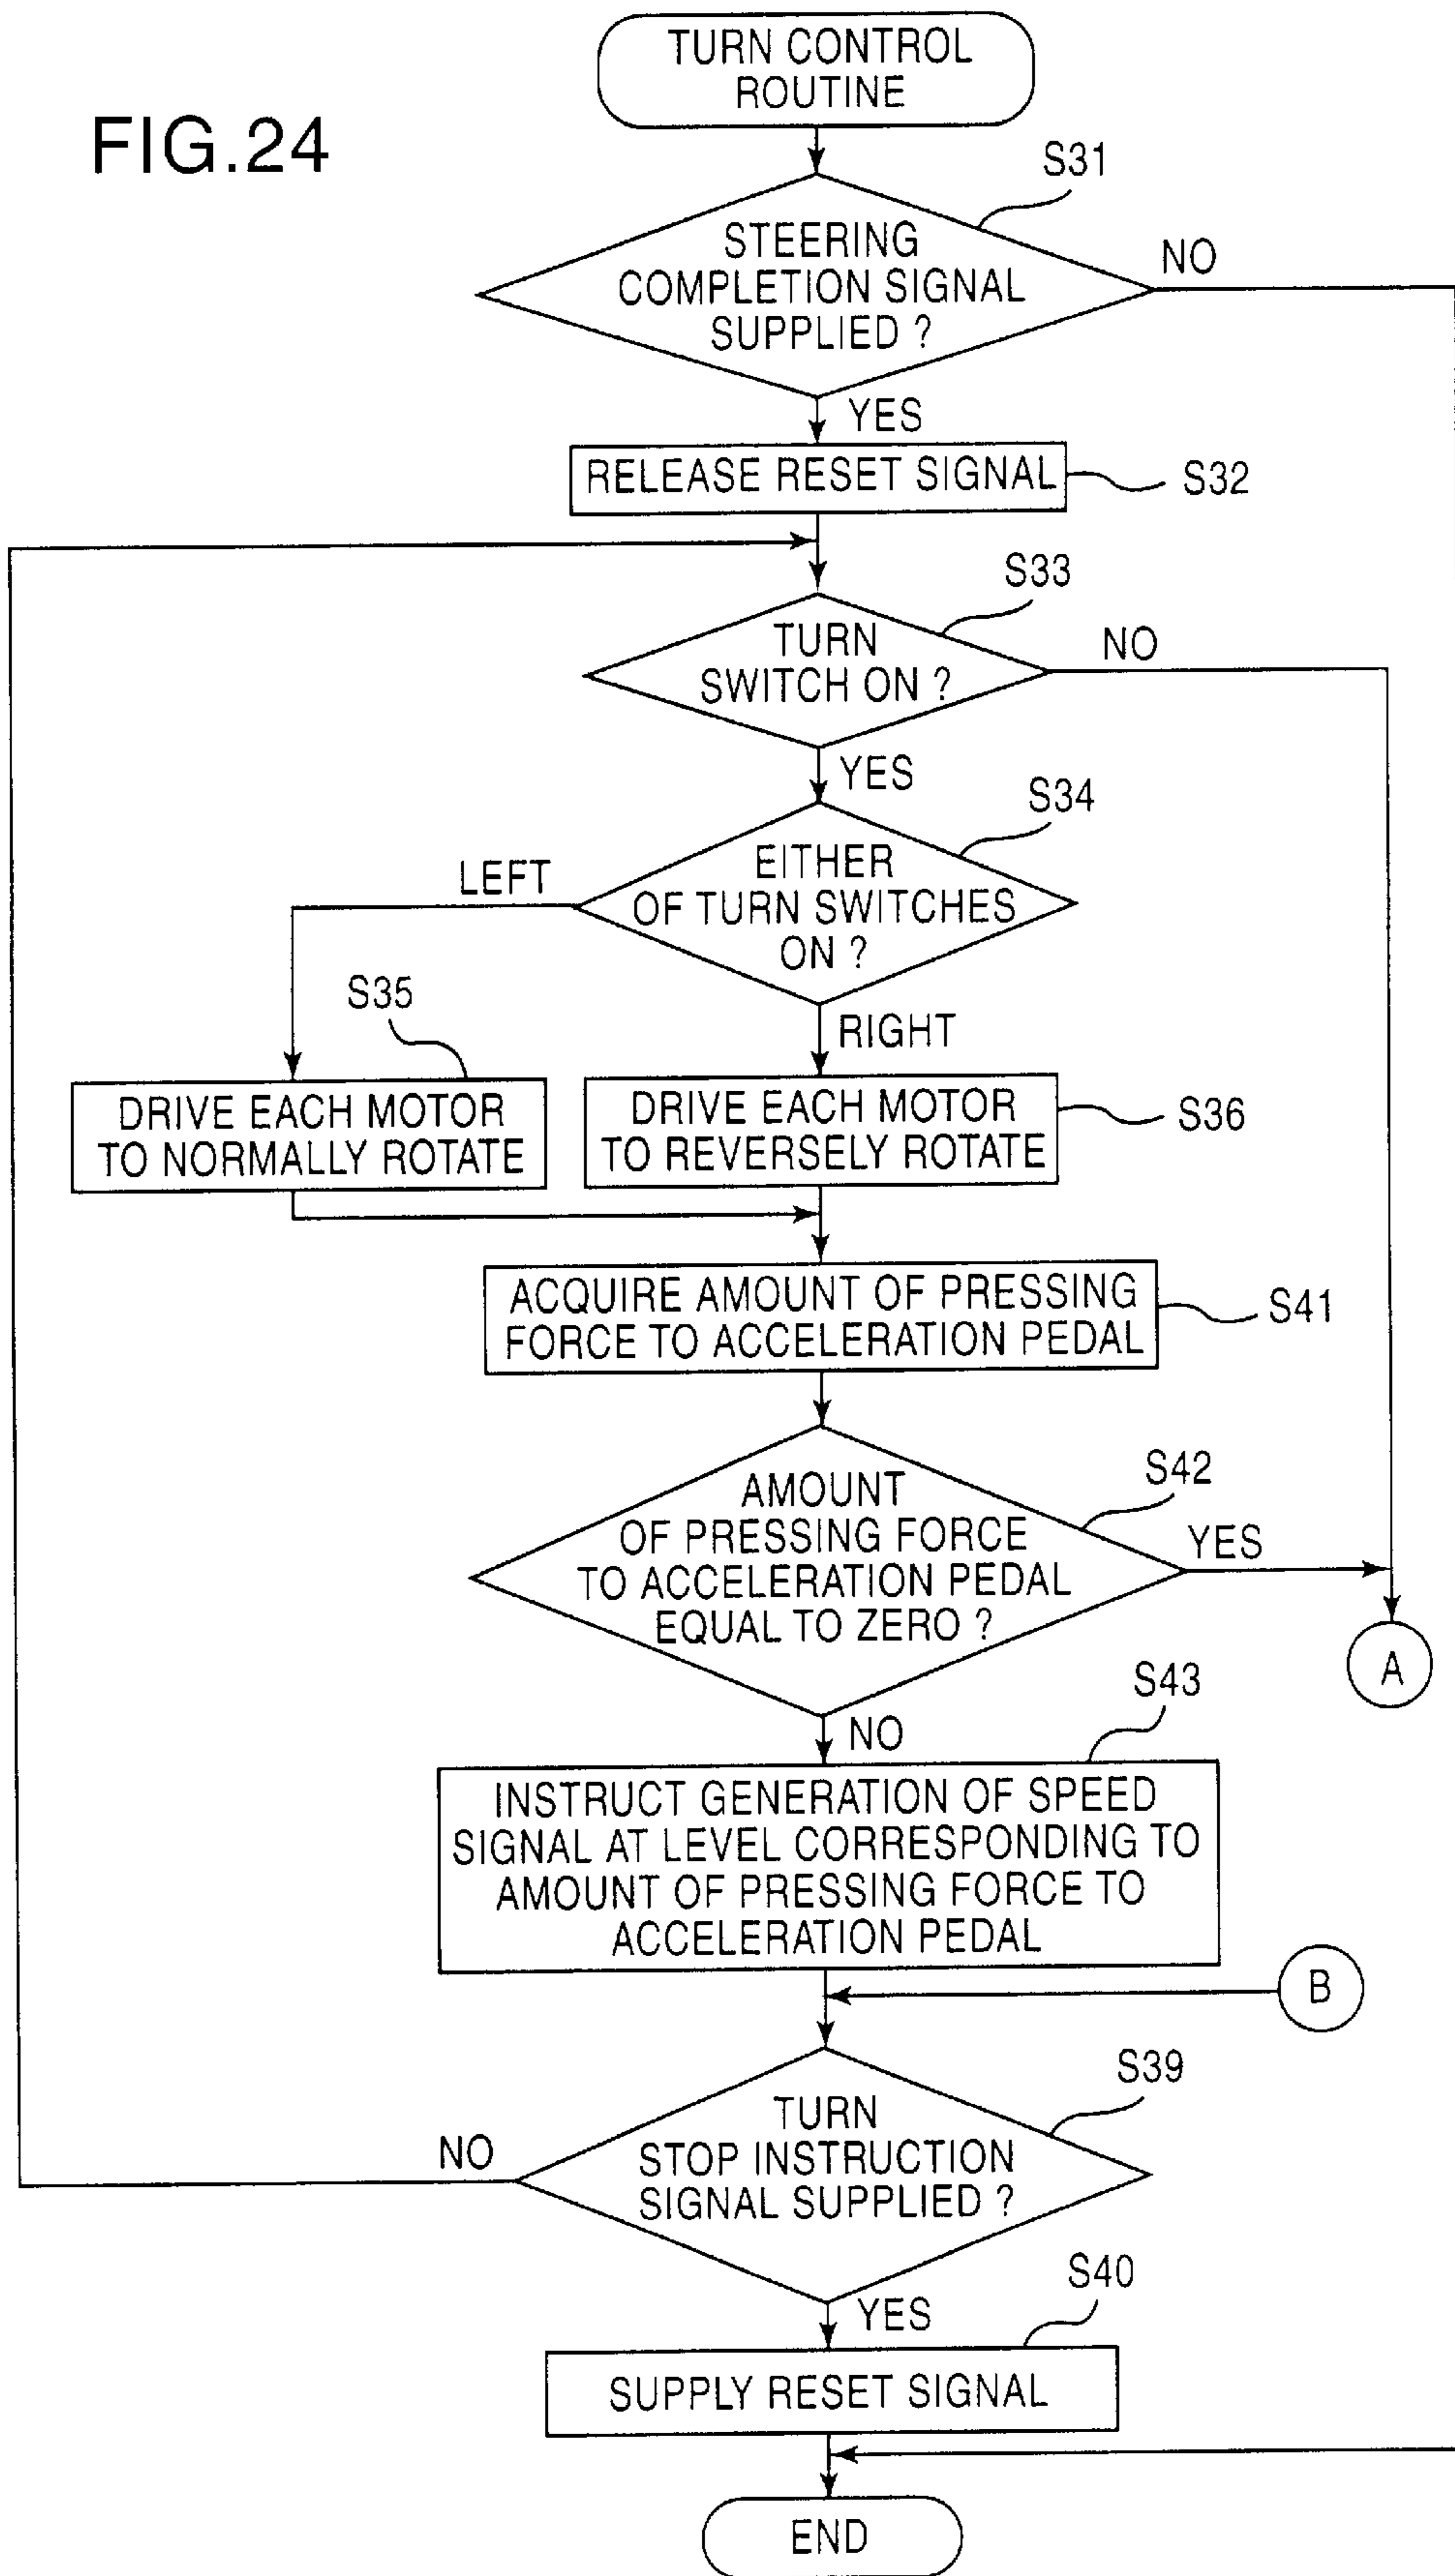 TURN CONTROL
ROUTINE
FIG.24
S31
STEERING
COMPLETION SIGNAL
SUPPLIED ?
NO
YES
RELEASE RESET SIGNAL
S32
S33
TURN
SWITCH ON ?
NO
YES
S34
EITHER
OF TURN SWITCHES
ON ?
LEFT
RIGHT
S35
DRIVE EACH MOTOR
TO NORMALLY ROTATE
DRIVE EACH MOTOR
TO REVERSELY ROTATE
S36
ACQUIRE AMOUNT OF PRESSING
FORCE TO ACCELERATION PEDAL
S41
S42
AMOUNT
OF PRESSING FORCE
TO ACCELERATION PEDAL
EQUAL TO ZERO ?
YES
A
NO
S43
INSTRUCT GENERATION OF SPEED
SIGNAL AT LEVEL CORRESPONDING TO
AMOUNT OF PRESSING FORCE TO
ACCELERATION PEDAL
B
S39
TURN
STOP INSTRUCTION
SIGNAL SUPPLIED ?
NO
YES
S40
SUPPLY RESET SIGNAL
END